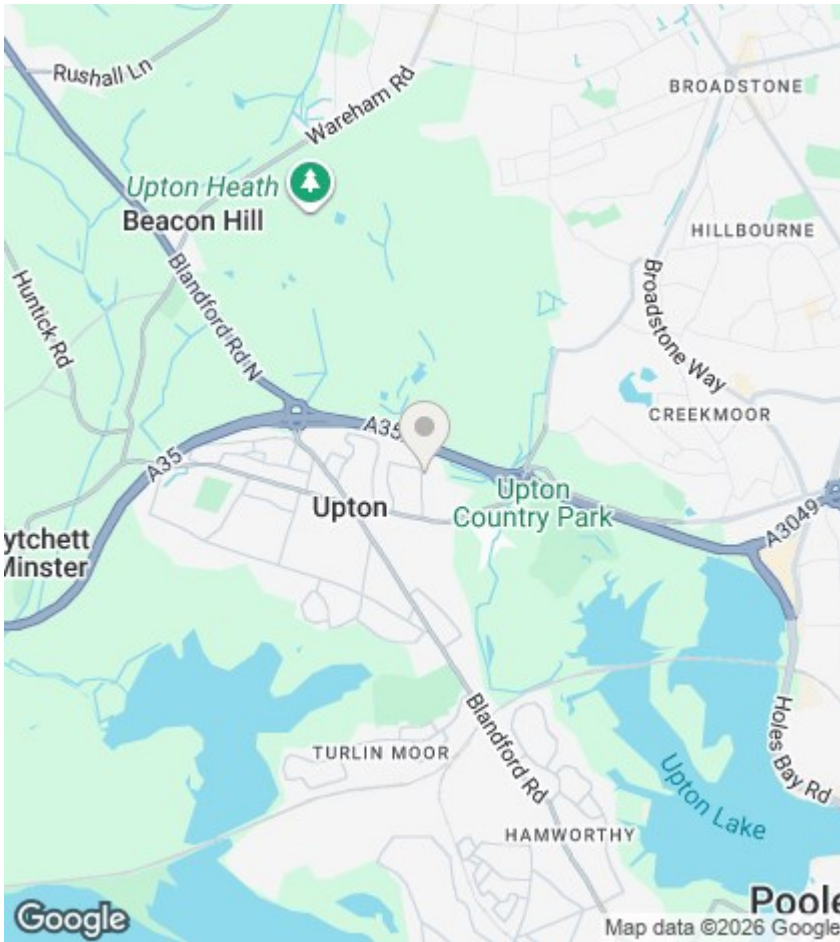 Rushall Ln
Wareham Rd
BROADSTONE
Upton Heath
Beacon Hill
HILLBOURNE
Huntick Rd
Blandford Rd N
Broadstone Way
CREEKMOOR
A35
A35
Upton
Upton
Country Park
A3049
ytchett
Minster
Blandford Rd
Holes Bay Rd
TURLIN MOOR
Upton Lake
HAMWORTHY
Poole
Google
Map data ©2026 Google